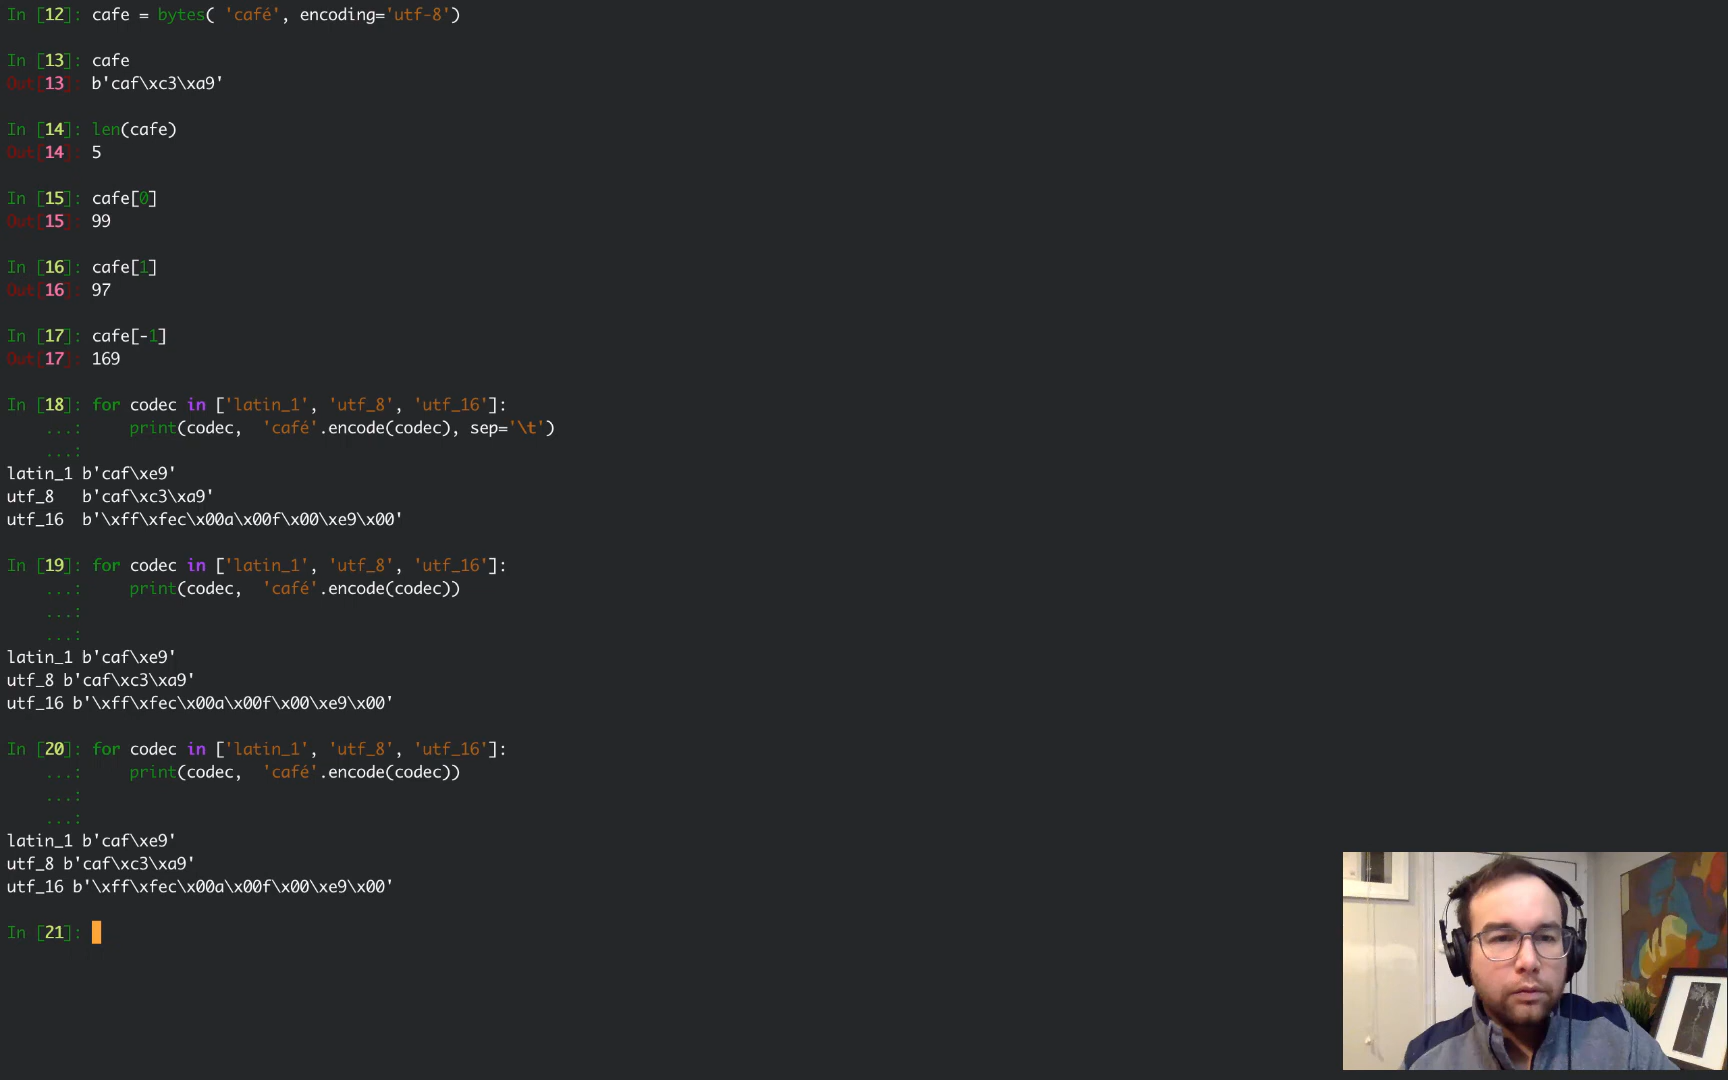 In [12]: cafe = bytes( 'café', encoding='utf-8')
In [13]: cafe
Out[13]: b'caf\xc3\xa9'
In [14]: len(cafe)
Out[14]: 5
In [15]: cafe[0]
Out[15]: 99
In [16]: cafe[1]
Out[16]: 97
In [17]: cafe[-1]
Out[17]: 169
In [18]: for codec in ['latin_1', 'utf_8', 'utf_16']:
...:     print(codec,  'café'.encode(codec), sep='\t')
...:
latin_1 b'caf\xe9'
utf_8   b'caf\xc3\xa9'
utf_16  b'\xff\xfec\x00a\x00f\x00\xe9\x00'
In [19]: for codec in ['latin_1', 'utf_8', 'utf_16']:
...:     print(codec,  'café'.encode(codec))
...:
...:
latin_1 b'caf\xe9'
utf_8 b'caf\xc3\xa9'
utf_16 b'\xff\xfec\x00a\x00f\x00\xe9\x00'
In [20]: for codec in ['latin_1', 'utf_8', 'utf_16']:
...:     print(codec,  'café'.encode(codec))
...:
...:
latin_1 b'caf\xe9'
utf_8 b'caf\xc3\xa9'
utf_16 b'\xff\xfec\x00a\x00f\x00\xe9\x00'
In [21]: